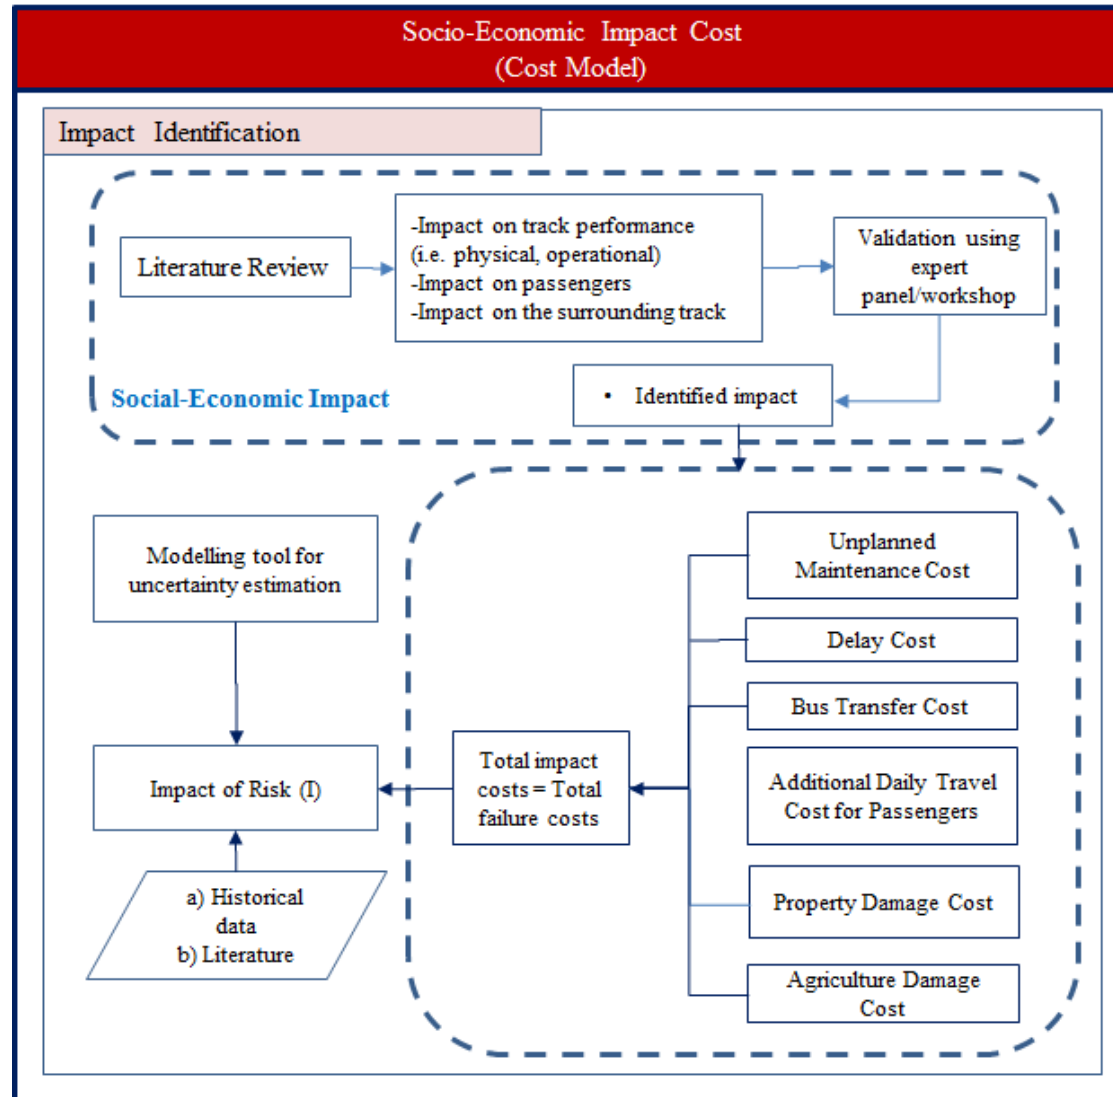 Socio-Economic Impact Cost
(Cost Model)
Impact Identification
Literature Review
-Impact on track performance
(i.e. physical, operational)
-Impact on passengers
-Impact on the surrounding track
Validation using
expert
panel/workshop
Social-Economic Impact
• Identified impact
Modelling tool for
uncertainty estimation
Impact of Risk (I)
a) Historical
data
b) Literature
Total impact
costs = Total
failure costs
Unplanned
Maintenance Cost
Delay Cost
Bus Transfer Cost
Additional Daily Travel
Cost for Passengers
Property Damage Cost
Agriculture Damage
Cost